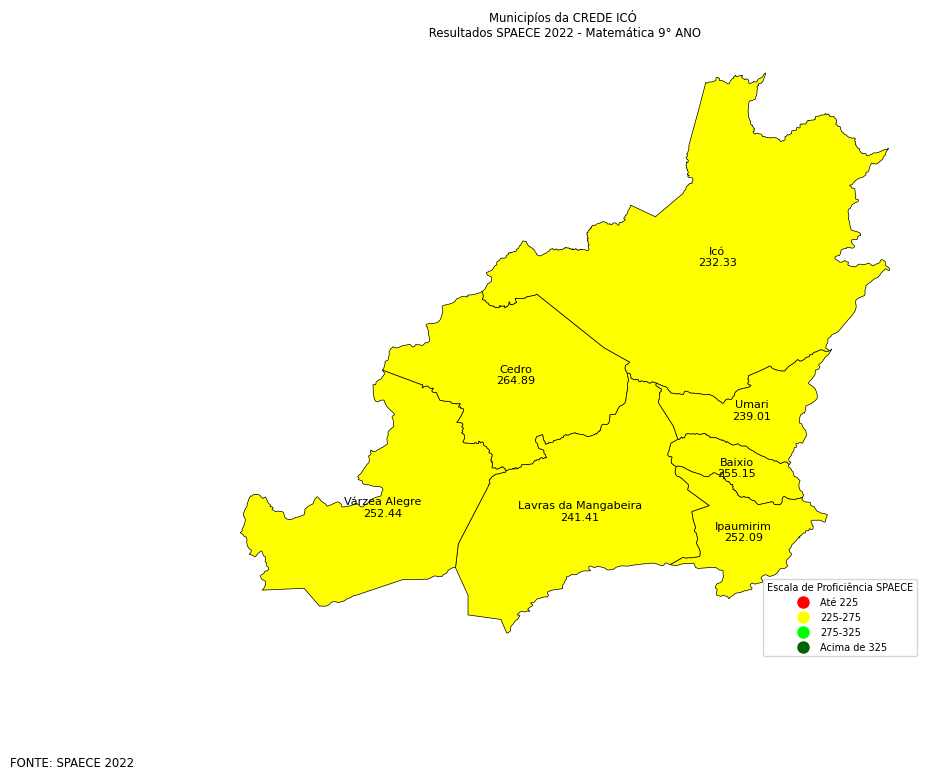 Municipíos da CREDE ICÓ
Resultados SPAECE 2022 - Matemática 9° ANO
Icó
232.33
Cedro
264.89
Umari
239.01
Baixio
255.15
Várzea Alegre
252.44
Lavras da Mangabeira
241.41
Ipaumirim
252.09
Escala de Proficiência SPAECE
Até 225
225-275
275-325
Acima de 325
FONTE: SPAECE 2022